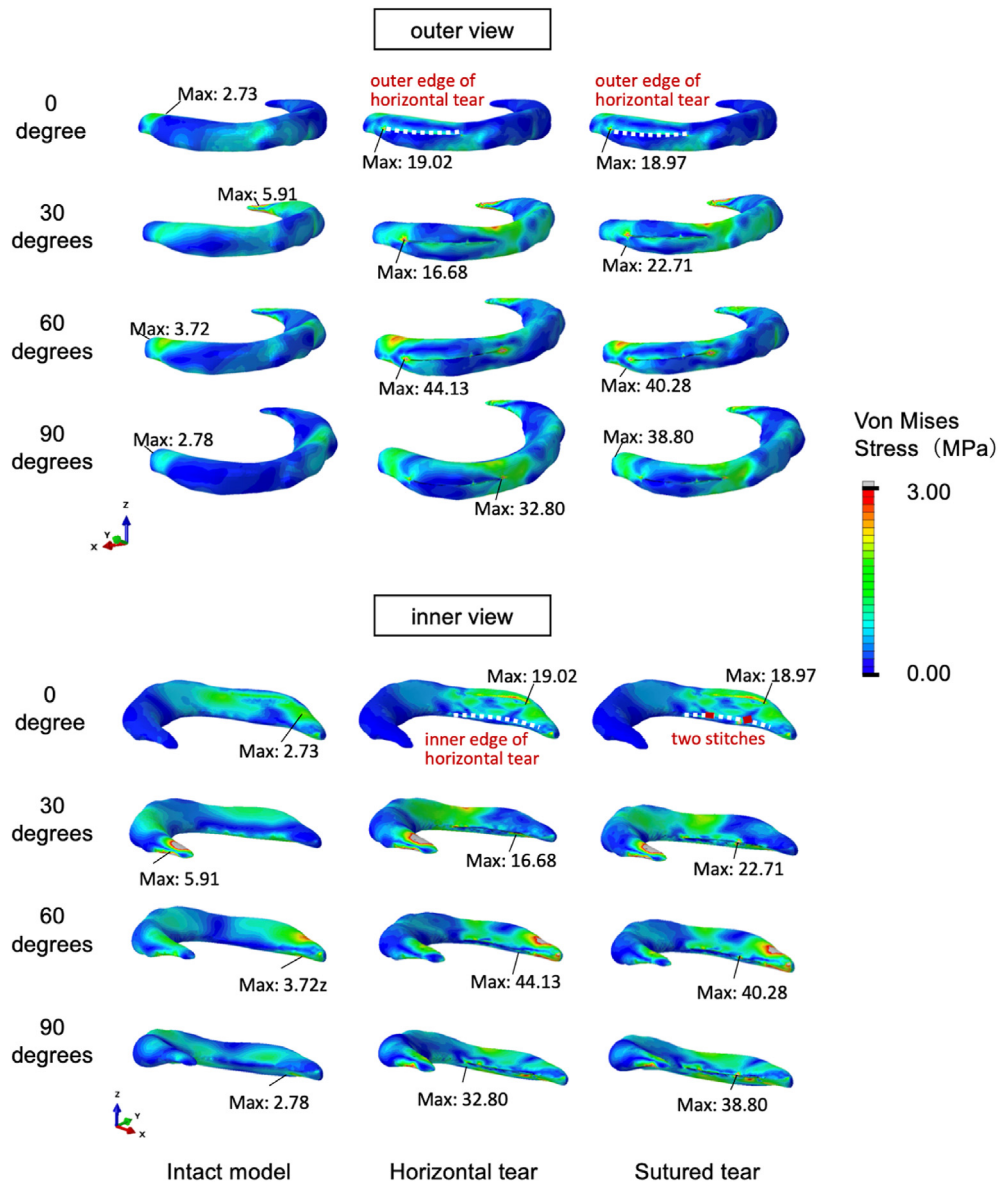 outer view
0
degree
Max: 2.73
outer edge of
horizontal tear
Max: 19.02
outer edge of
horizontal tear
Max: 18.97
30
degrees
Max: 5.91
Max: 16.68
Max: 22.71
60
degrees
Max: 3.72
Max: 44.13
Max: 40.28
90
degrees
Max: 2.78
Max: 32.80
Max: 38.80
Von Mises
Stress（MPa）
3.00
0.00
Z
Y
X
inner view
0
degree
Max: 2.73
Max: 19.02
inner edge of
horizontal tear
Max: 18.97
two stitches
30
degrees
Max: 5.91
Max: 16.68
Max: 22.71
60
degrees
Max: 3.72z
Max: 44.13
Max: 40.28
90
degrees
Max: 2.78
Max: 32.80
Max: 38.80
Z
Y
X
Intact model
Horizontal tear
Sutured tear